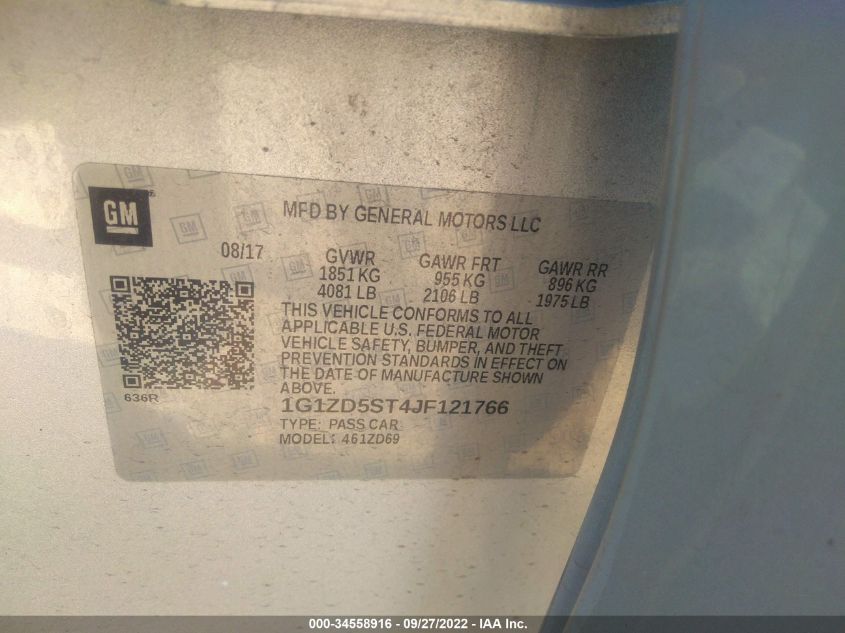 GM
MFD BY GENERAL MOTORS LLC
08/17
GVWR GAWR FRT GAWR RR
1851 KG 955 KG 896 KG
4081 LB 2106 LB 1975 LB
THIS VEHICLE CONFORMS TO ALL
APPLICABLE U.S. FEDERAL MOTOR
VEHICLE SAFETY, BUMPER, AND THEFT
PREVENTION STANDARDS IN EFFECT ON
THE DATE OF MANUFACTURE SHOWN
ABOVE.
636R
1G1ZD5ST4JF121766
TYPE: PASS CAR
MODEL: 461ZD69
000-34558916 - 09/27/2022 - IAA Inc.